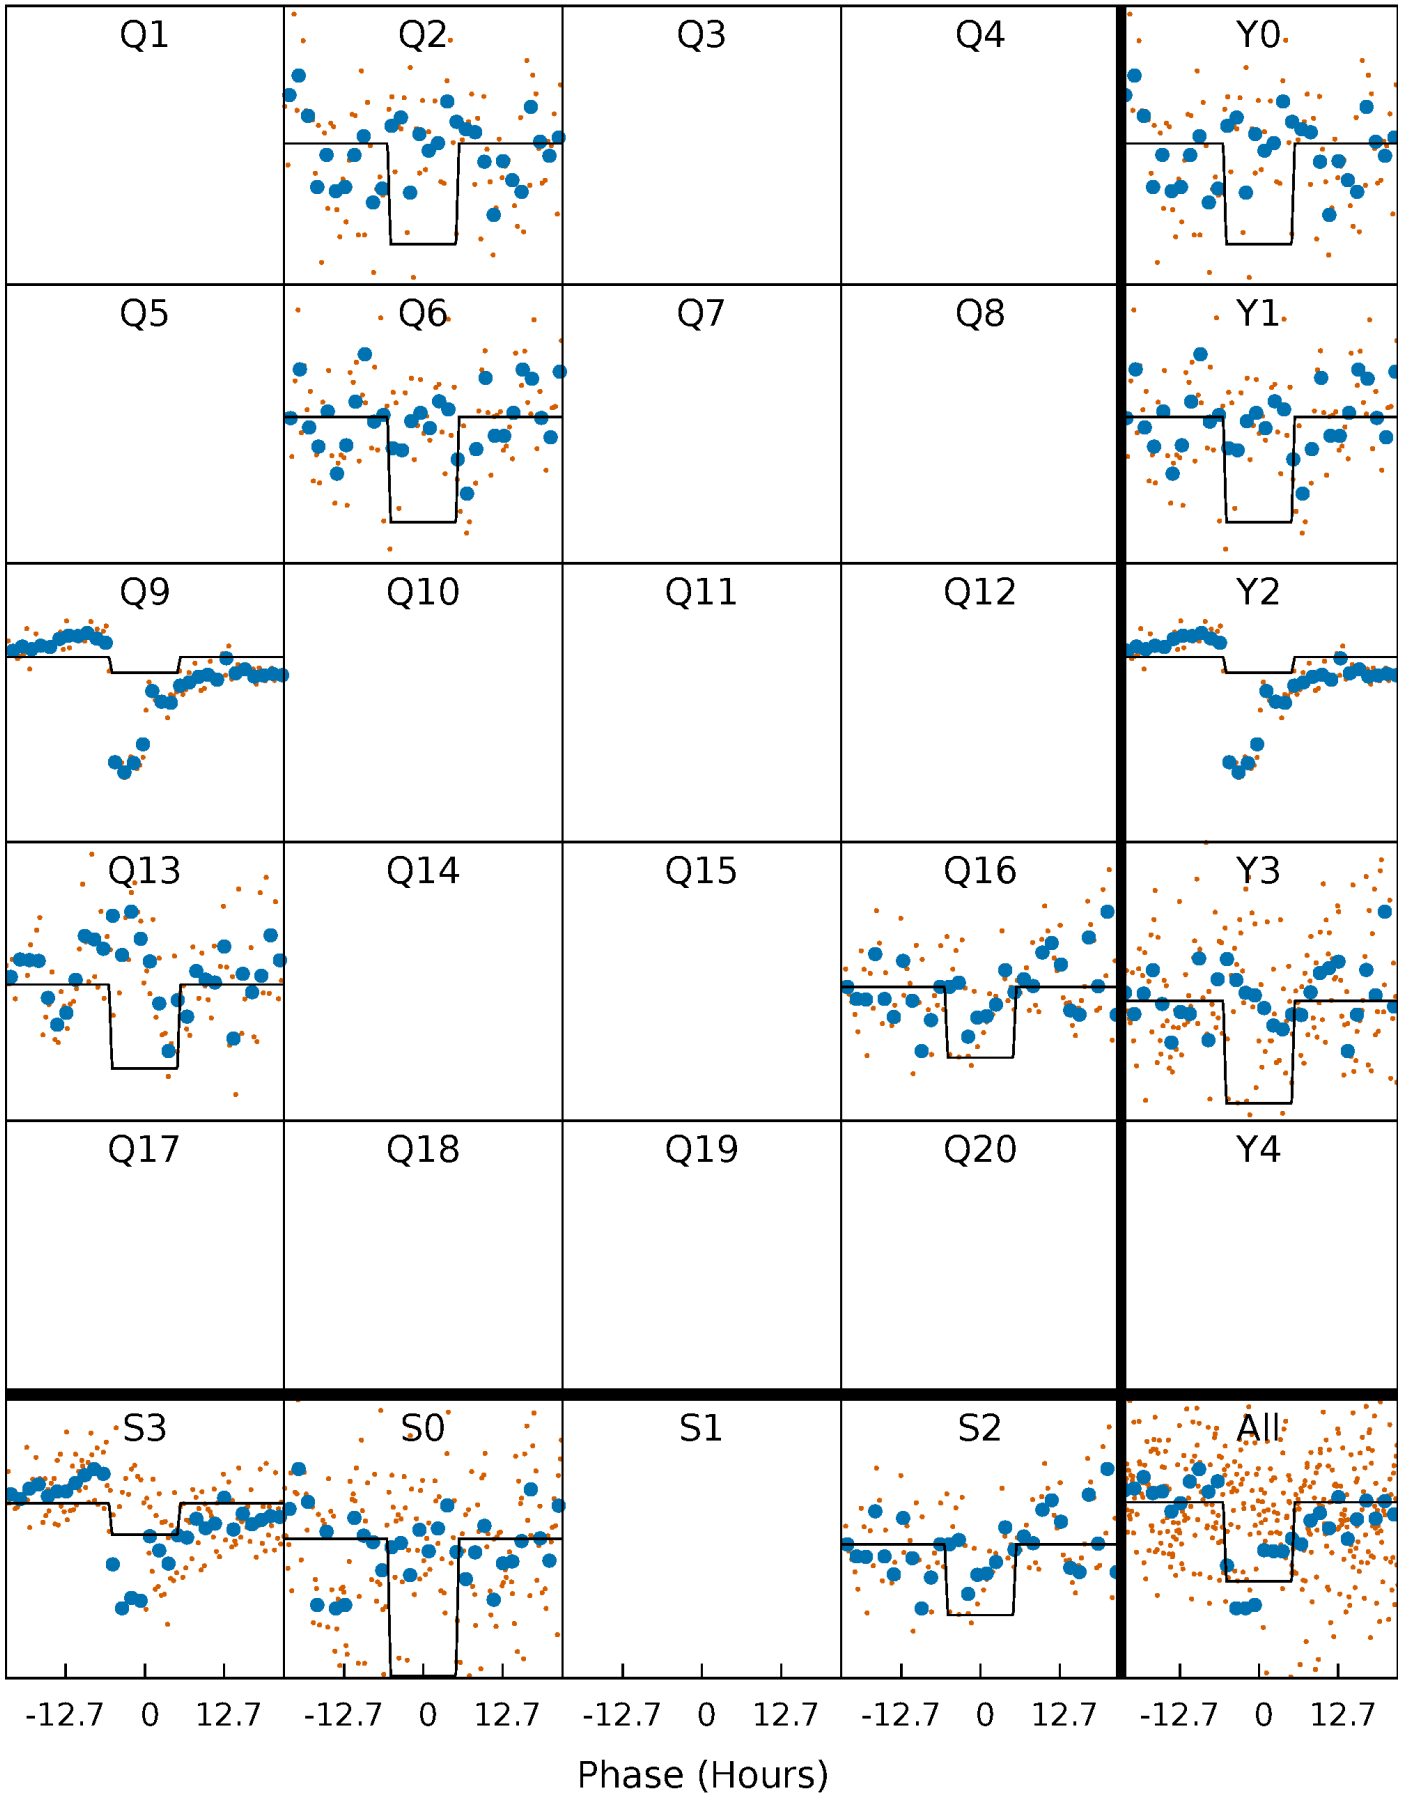 Q1 Q2 Q3 Q4 Y0
Q5 Q6 Q7 Q8 Y1
Q9 Q10 Q11 Q12 Y2
Q13 Q14 Q15 Q16 Y3
Q17 Q18 Q19 Q20 Y4
S3 S0 S1 S2 All
-12.7 0 12.7 -12.7 0 12.7 -12.7 0 12.7 -12.7 0 12.7 -12.7 0 12.7
Phase (Hours)